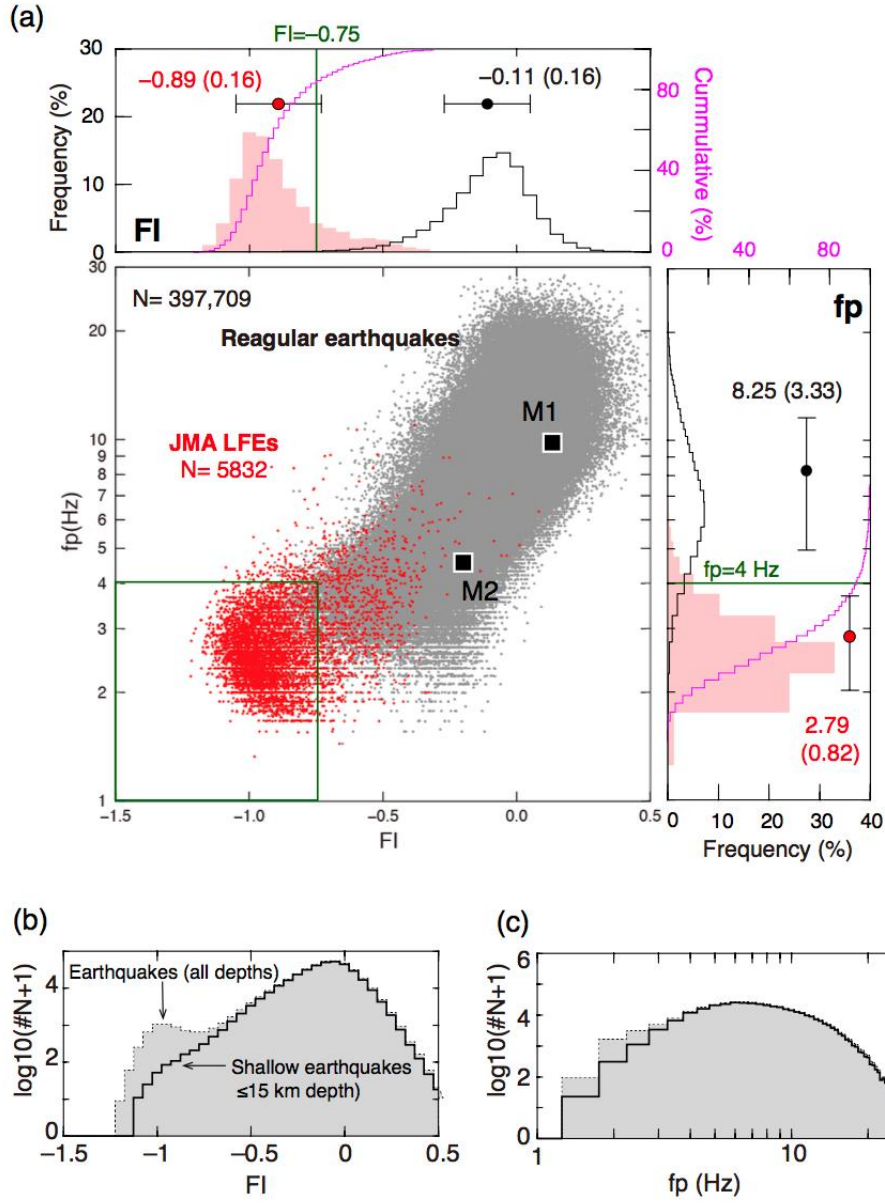 (a)
FI=−0.75
30
20
10
0
Frequency (%)
−0.89 (0.16)
−0.11 (0.16)
80
40
0
Cummulative (%)
FI
0
40
80
30
20
10
9
8
7
6
5
4
3
2
1
fp(Hz)
N= 397,709
Reagular earthquakes
JMA LFEs
N= 5832
M1
M2
−1.5
−1.0
−0.5
0.0
0.5
FI
fp
8.25 (3.33)
fp=4 Hz
2.79
(0.82)
0
10
20
30
40
Frequency (%)
(b)
log10(#N+1)
4
2
0
Earthquakes (all depths)
Shallow earthquakes
≤15 km depth)
−1.5
−1
−0.5
0
0.5
FI
(c)
log10(#N+1)
6
4
2
0
1
10
fp (Hz)